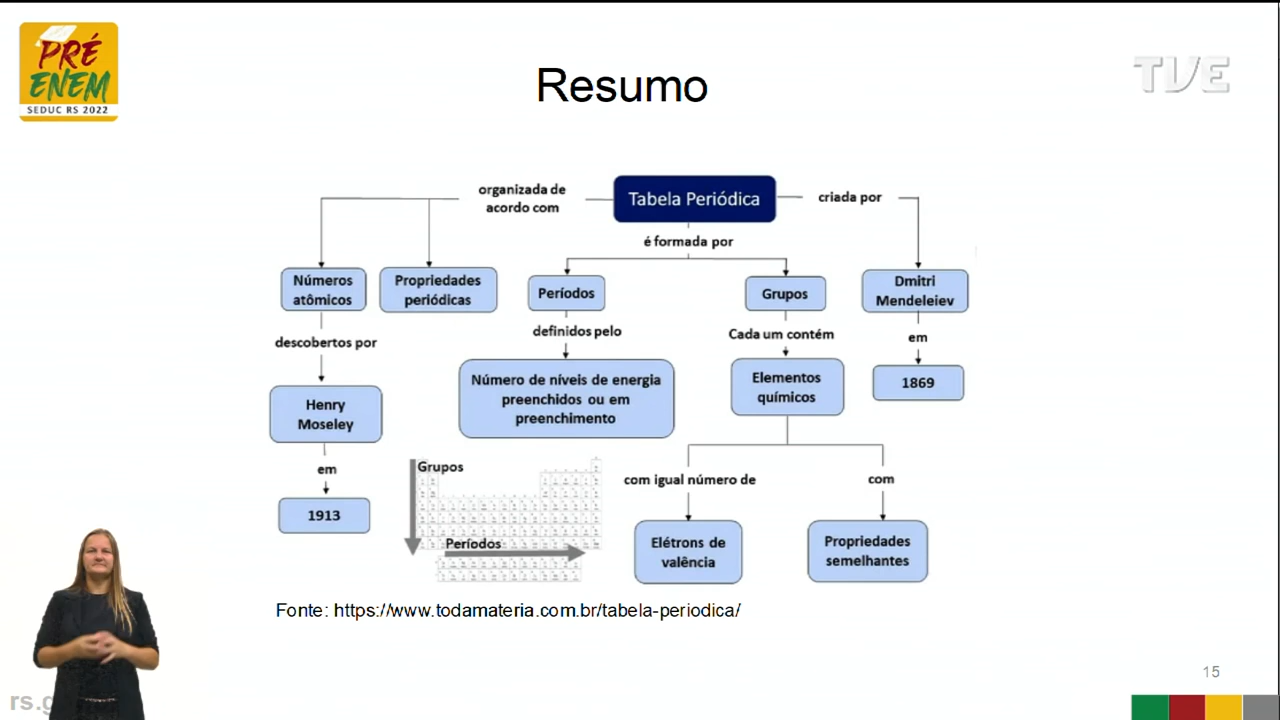 PRÉ
ENEM
SEDUC RS 2022
TVE
Resumo
Tabela Periódica
organizada de
acordo com
criada por
é formada por
Números
atômicos
Propriedades
periódicas
Períodos
Grupos
Dmitri
Mendeleiev
descobertos por
definidos pelo
Cada um contém
em
Henry
Moseley
Número de níveis de energia
preenchidos ou em
preenchimento
Elementos
químicos
1869
em
1913
Grupos
Períodos
com igual número de
com
Elétrons de
valência
Propriedades
semelhantes
Fonte: https://www.todamateria.com.br/tabela-periodica/
15
rs.g